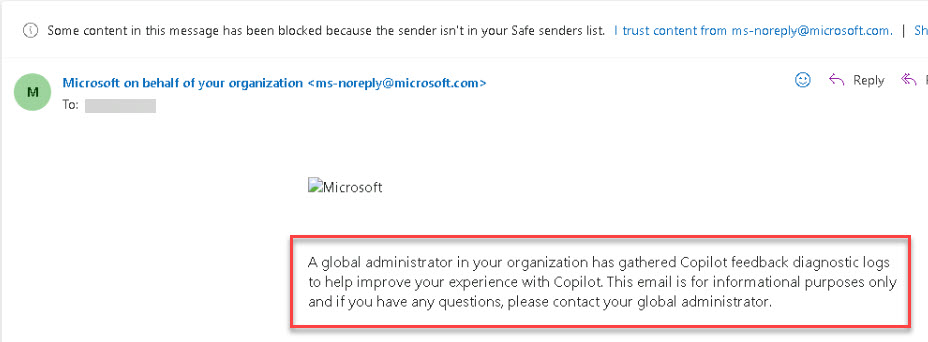 Some content in this message has been blocked because the sender isn't in your Safe senders list. I trust content from ms-noreply@microsoft.com. | Sh
M
Microsoft on behalf of your organization <ms-noreply@microsoft.com>
Reply
To:
Microsoft
A global administrator in your organization has gathered Copilot feedback diagnostic logs
to help improve your experience with Copilot. This email is for informational purposes only
and if you have any questions, please contact your global administrator.